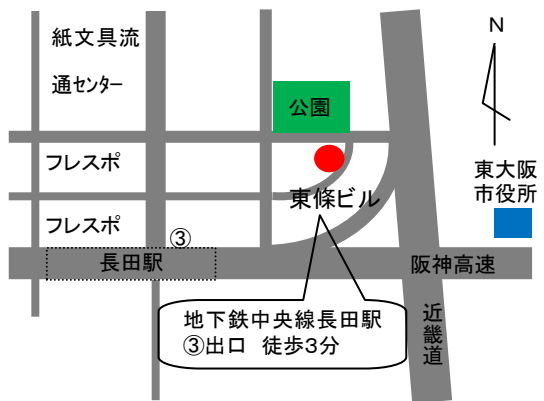 紙文具流
通センター
N
公園
フレスポ
東大阪
市役所
東條ビル
フレスポ
③
長田駅
阪神高速
地下鉄中央線長田駅
③出口 徒歩3分
近畿道